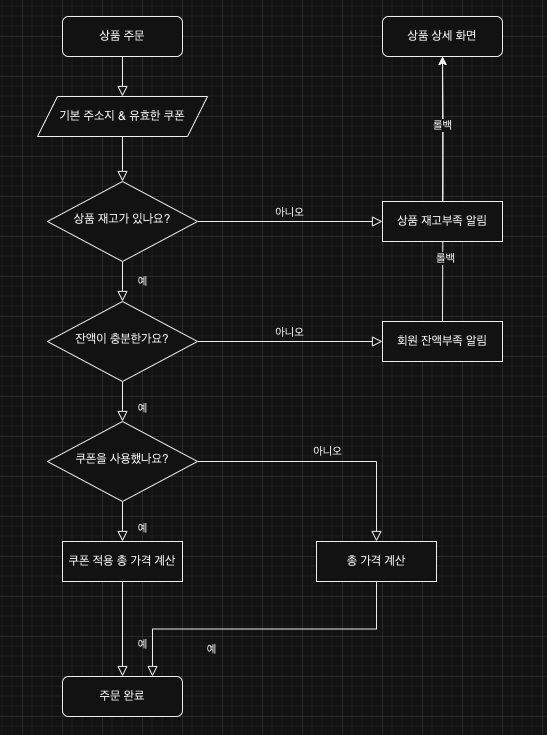 상품 주문
상품 상세 화면
기본 주소지 & 유효한 쿠폰
롤백
상품 재고가 있나요?
아니오
상품 재고부족 알림
롤백
예
잔액이 충분한가요?
아니오
회원 잔액부족 알림
예
쿠폰을 사용했나요?
아니오
예
쿠폰 적용 총 가격 계산
총 가격 계산
예
예
주문 완료